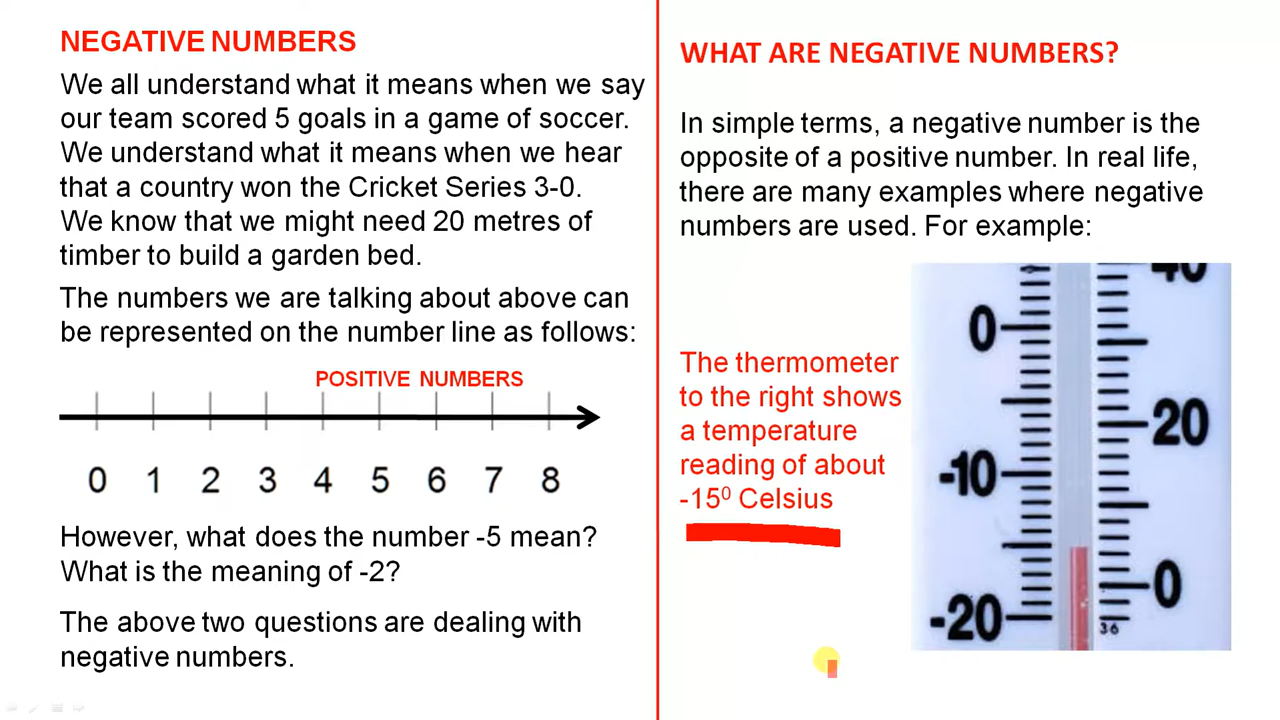 NEGATIVE NUMBERS
We all understand what it means when we say
our team scored 5 goals in a game of soccer.
We understand what it means when we hear
that a country won the Cricket Series 3-0.
We know that we might need 20 metres of
timber to build a garden bed.
The numbers we are talking about above can
be represented on the number line as follows:
POSITIVE NUMBERS
0 1 2 3 4 5 6 7 8
However, what does the number -5 mean?
What is the meaning of -2?
The above two questions are dealing with
negative numbers.
WHAT ARE NEGATIVE NUMBERS?
In simple terms, a negative number is the
opposite of a positive number. In real life,
there are many examples where negative
numbers are used. For example:
The thermometer
to the right shows
a temperature
reading of about
-15⁰ Celsius
40
0
20
-10
0
-20
36